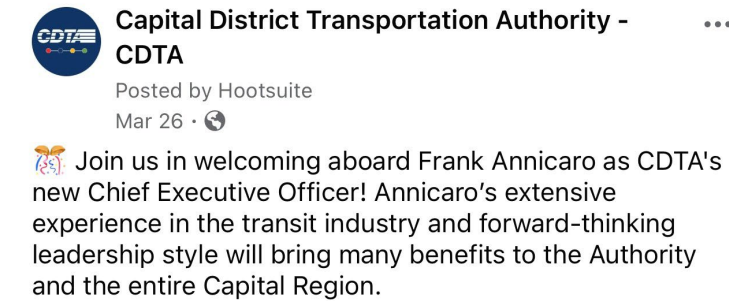 CDTA
Capital District Transportation Authority -
CDTA
Posted by Hootsuite
Mar 26 ·
Join us in welcoming aboard Frank Annicaro as CDTA's
new Chief Executive Officer! Annicaro’s extensive
experience in the transit industry and forward-thinking
leadership style will bring many benefits to the Authority
and the entire Capital Region.